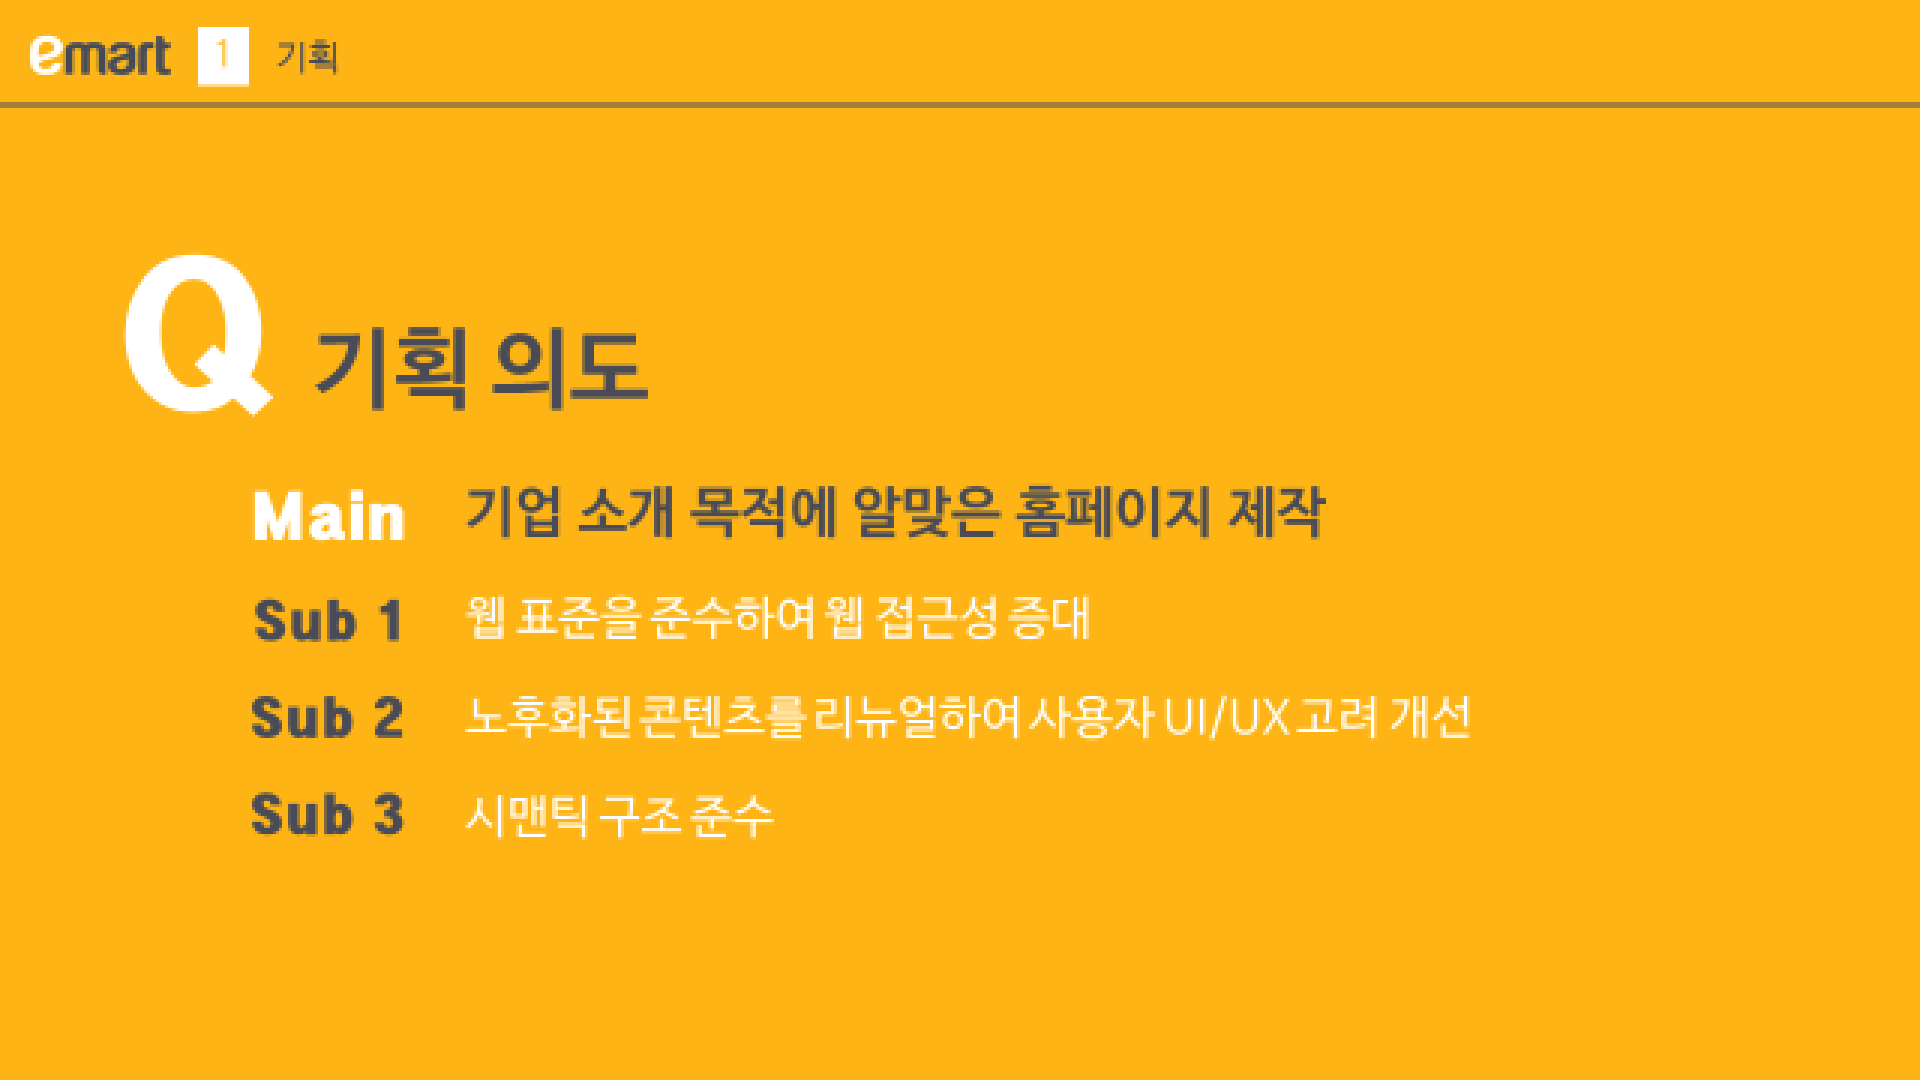 emart 1 기획
Q 기획 의도
Main 기업 소개 목적에 알맞은 홈페이지 제작
Sub 1 웹 표준을 준수하여 웹 접근성 증대
Sub 2 노후화된 콘텐츠를 리뉴얼하여 사용자 UI/UX 고려 개선
Sub 3 시맨틱 구조 준수